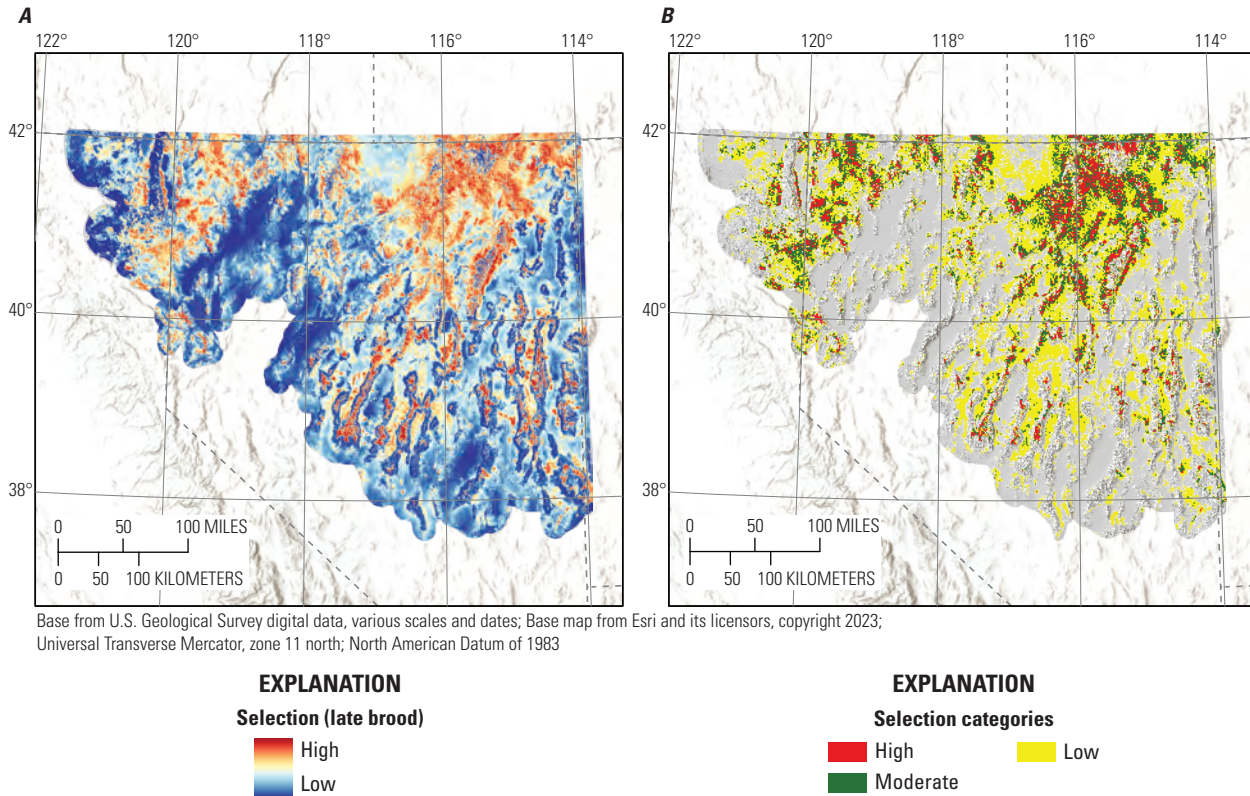 A
122° 120° 118° 116° 114°
42°
40°
38°
0 50 100 MILES
0 50 100 KILOMETERS
B
122° 120° 118° 116° 114°
42°
40°
38°
0 50 100 MILES
0 50 100 KILOMETERS
Base from U.S. Geological Survey digital data, various scales and dates; Base map from Esri and its licensors, copyright 2023;
Universal Transverse Mercator, zone 11 north; North American Datum of 1983
EXPLANATION
Selection (late brood)
High
Low
EXPLANATION
Selection categories
High
Moderate
Low